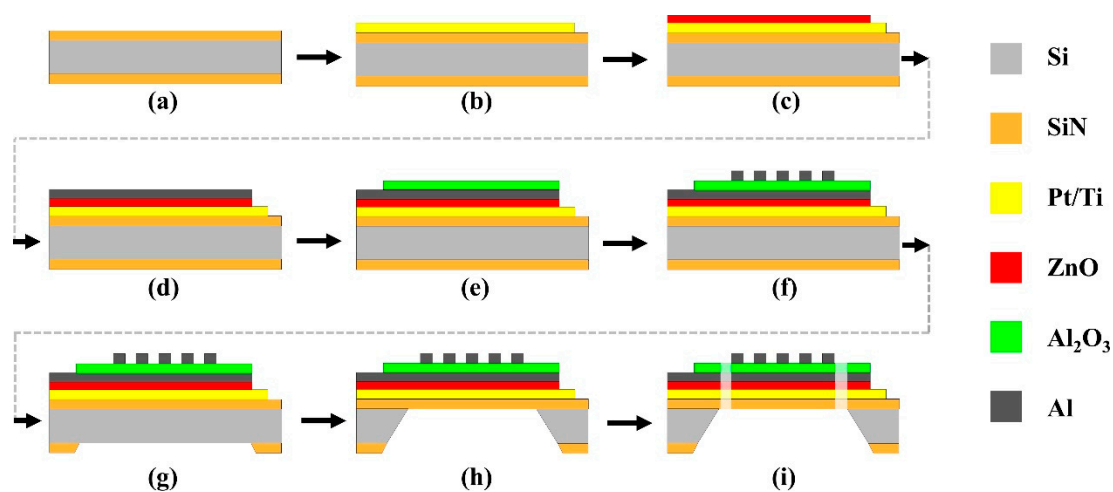 (a)
(b)
(c)
(d)
(e)
(f)
(g)
(h)
(i)
Si
SiN
Pt/Ti
ZnO
Al₂O₃
Al